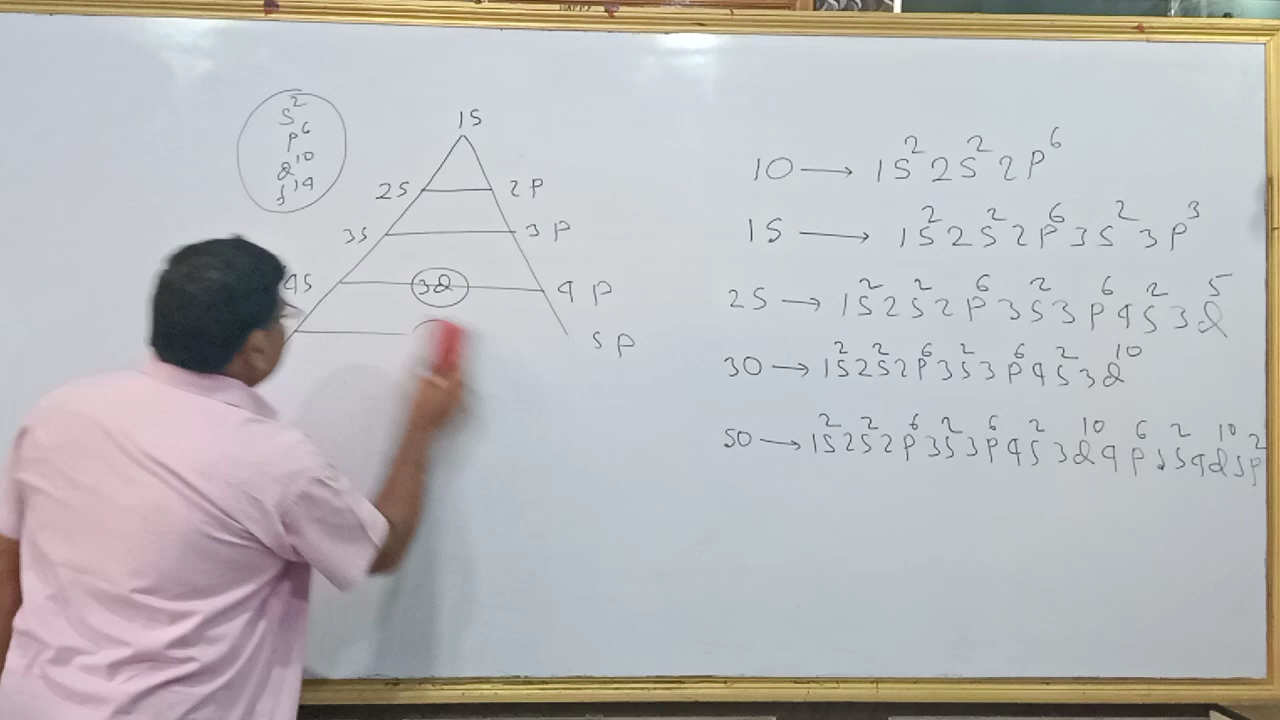 s²
p⁶
d¹⁰
f¹⁴
1S
2S 2P
3S 3P
4S 3d 4P
5P
10 → 1S² 2S² 2P⁶
15 → 1S² 2S² 2P⁶ 3S² 3P³
25 → 1S² 2S² 2P⁶ 3S² 3P⁶ 4S² 3d⁵
30 → 1S² 2S² 2P⁶ 3S² 3P⁶ 4S² 3d¹⁰
50 → 1S² 2S² 2P⁶ 3S² 3P⁶ 4S² 3d¹⁰ 4P⁶ 5S² 4d¹⁰ 5P²